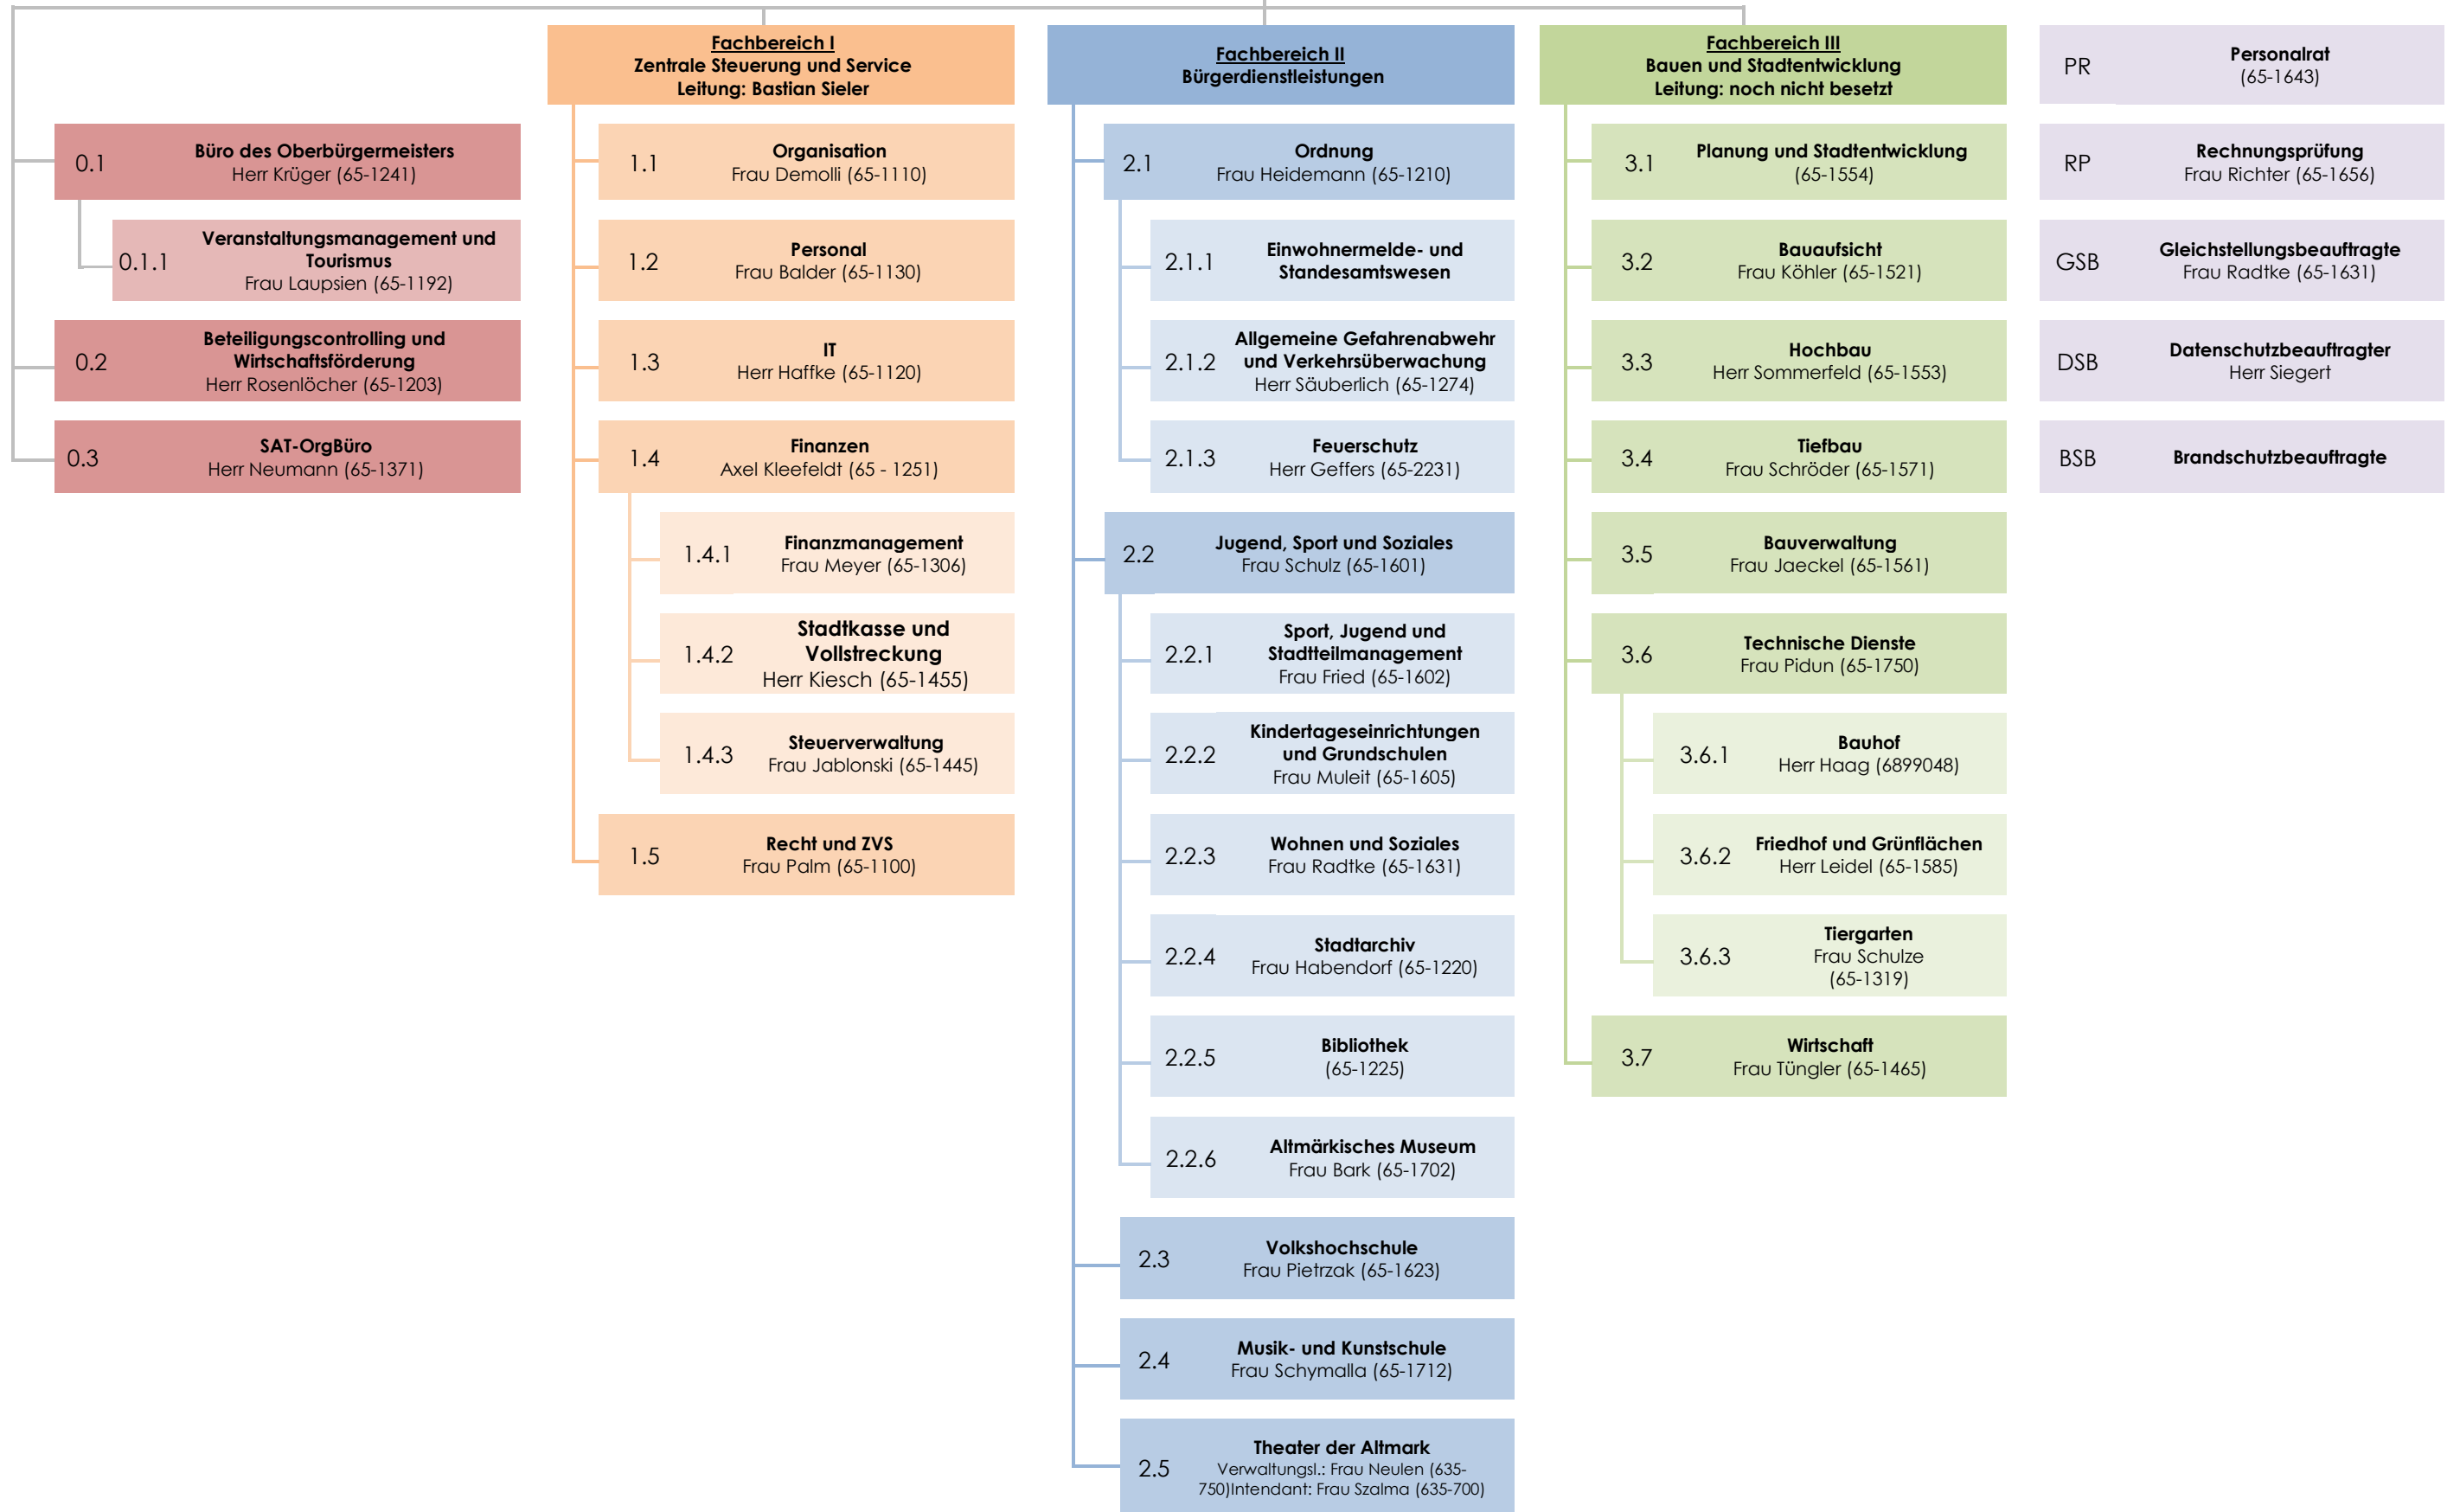 0.1
Büro des Oberbürgermeisters
Herr Krüger (65-1241)
0.1.1
Veranstaltungsmanagement und
Tourismus
Frau Laupsien (65-1192)
0.2
Beteiligungscontrolling und
Wirtschaftsförderung
Herr Rosenlöcher (65-1203)
0.3
SAT-OrgBüro
Herr Neumann (65-1371)
Fachbereich I
Zentrale Steuerung und Service
Leitung: Bastian Sieler
1.1
Organisation
Frau Demolli (65-1110)
1.2
Personal
Frau Balder (65-1130)
1.3
IT
Herr Haffke (65-1120)
1.4
Finanzen
Axel Kleefeldt (65 - 1251)
1.4.1
Finanzmanagement
Frau Meyer (65-1306)
1.4.2
Stadtkasse und
Vollstreckung
Herr Kiesch (65-1455)
1.4.3
Steuerverwaltung
Frau Jablonski (65-1445)
1.5
Recht und ZVS
Frau Palm (65-1100)
Fachbereich II
Bürgerdienstleistungen
2.1
Ordnung
Frau Heidemann (65-1210)
2.1.1
Einwohnermelde- und
Standesamtswesen
2.1.2
Allgemeine Gefahrenabwehr
und Verkehrsüberwachung
Herr Säuberlich (65-1274)
2.1.3
Feuerschutz
Herr Geffers (65-2231)
2.2
Jugend, Sport und Soziales
Frau Schulz (65-1601)
2.2.1
Sport, Jugend und
Stadtteilmanagement
Frau Fried (65-1602)
2.2.2
Kindertageseinrichtungen
und Grundschulen
Frau Muleit (65-1605)
2.2.3
Wohnen und Soziales
Frau Radtke (65-1631)
2.2.4
Stadtarchiv
Frau Habendorf (65-1220)
2.2.5
Bibliothek
(65-1225)
2.2.6
Altmärkisches Museum
Frau Bark (65-1702)
2.3
Volkshochschule
Frau Pietrzak (65-1623)
2.4
Musik- und Kunstschule
Frau Schymalla (65-1712)
2.5
Theater der Altmark
Verwaltungsl.: Frau Neulen (635-
750)Intendant: Frau Szalma (635-700)
Fachbereich III
Bauen und Stadtentwicklung
Leitung: noch nicht besetzt
3.1
Planung und Stadtentwicklung
(65-1554)
3.2
Bauaufsicht
Frau Köhler (65-1521)
3.3
Hochbau
Herr Sommerfeld (65-1553)
3.4
Tiefbau
Frau Schröder (65-1571)
3.5
Bauverwaltung
Frau Jaeckel (65-1561)
3.6
Technische Dienste
Frau Pidun (65-1750)
3.6.1
Bauhof
Herr Haag (6899048)
3.6.2
Friedhof und Grünflächen
Herr Leidel (65-1585)
3.6.3
Tiergarten
Frau Schulze
(65-1319)
3.7
Wirtschaft
Frau Tüngler (65-1465)
PR
Personalrat
(65-1643)
RP
Rechnungsprüfung
Frau Richter (65-1656)
GSB
Gleichstellungsbeauftragte
Frau Radtke (65-1631)
DSB
Datenschutzbeauftragter
Herr Siegert
BSB
Brandschutzbeauftragte